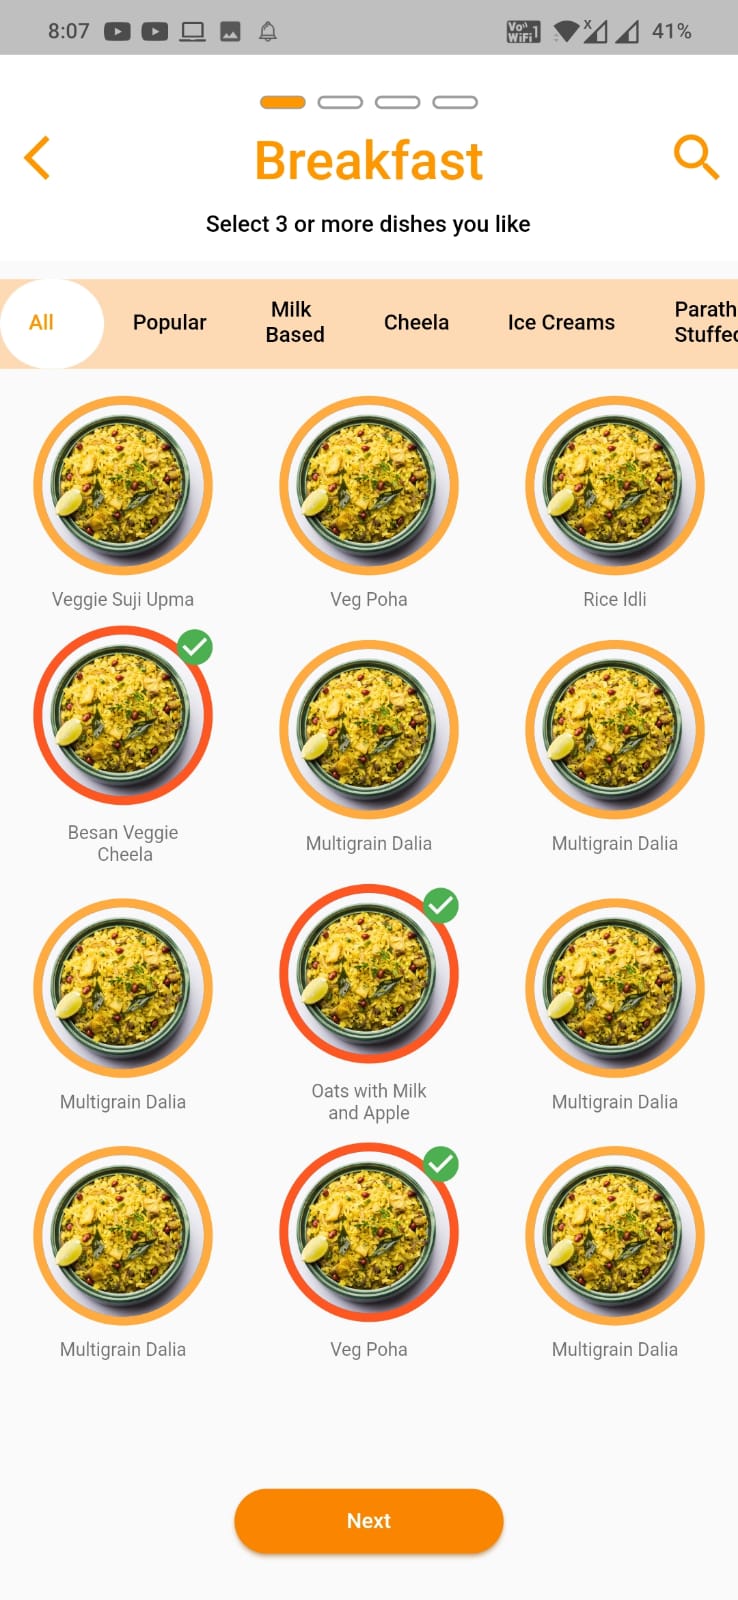 8:07
Vo
WiFi 1
x
41%
Breakfast
Select 3 or more dishes you like
All
Popular
Milk
Based
Cheela
Ice Creams
Parath
Stuffed
Veggie Suji Upma
Veg Poha
Rice Idli
Besan Veggie
Cheela
Multigrain Dalia
Multigrain Dalia
Multigrain Dalia
Oats with Milk
and Apple
Multigrain Dalia
Multigrain Dalia
Veg Poha
Multigrain Dalia
Next